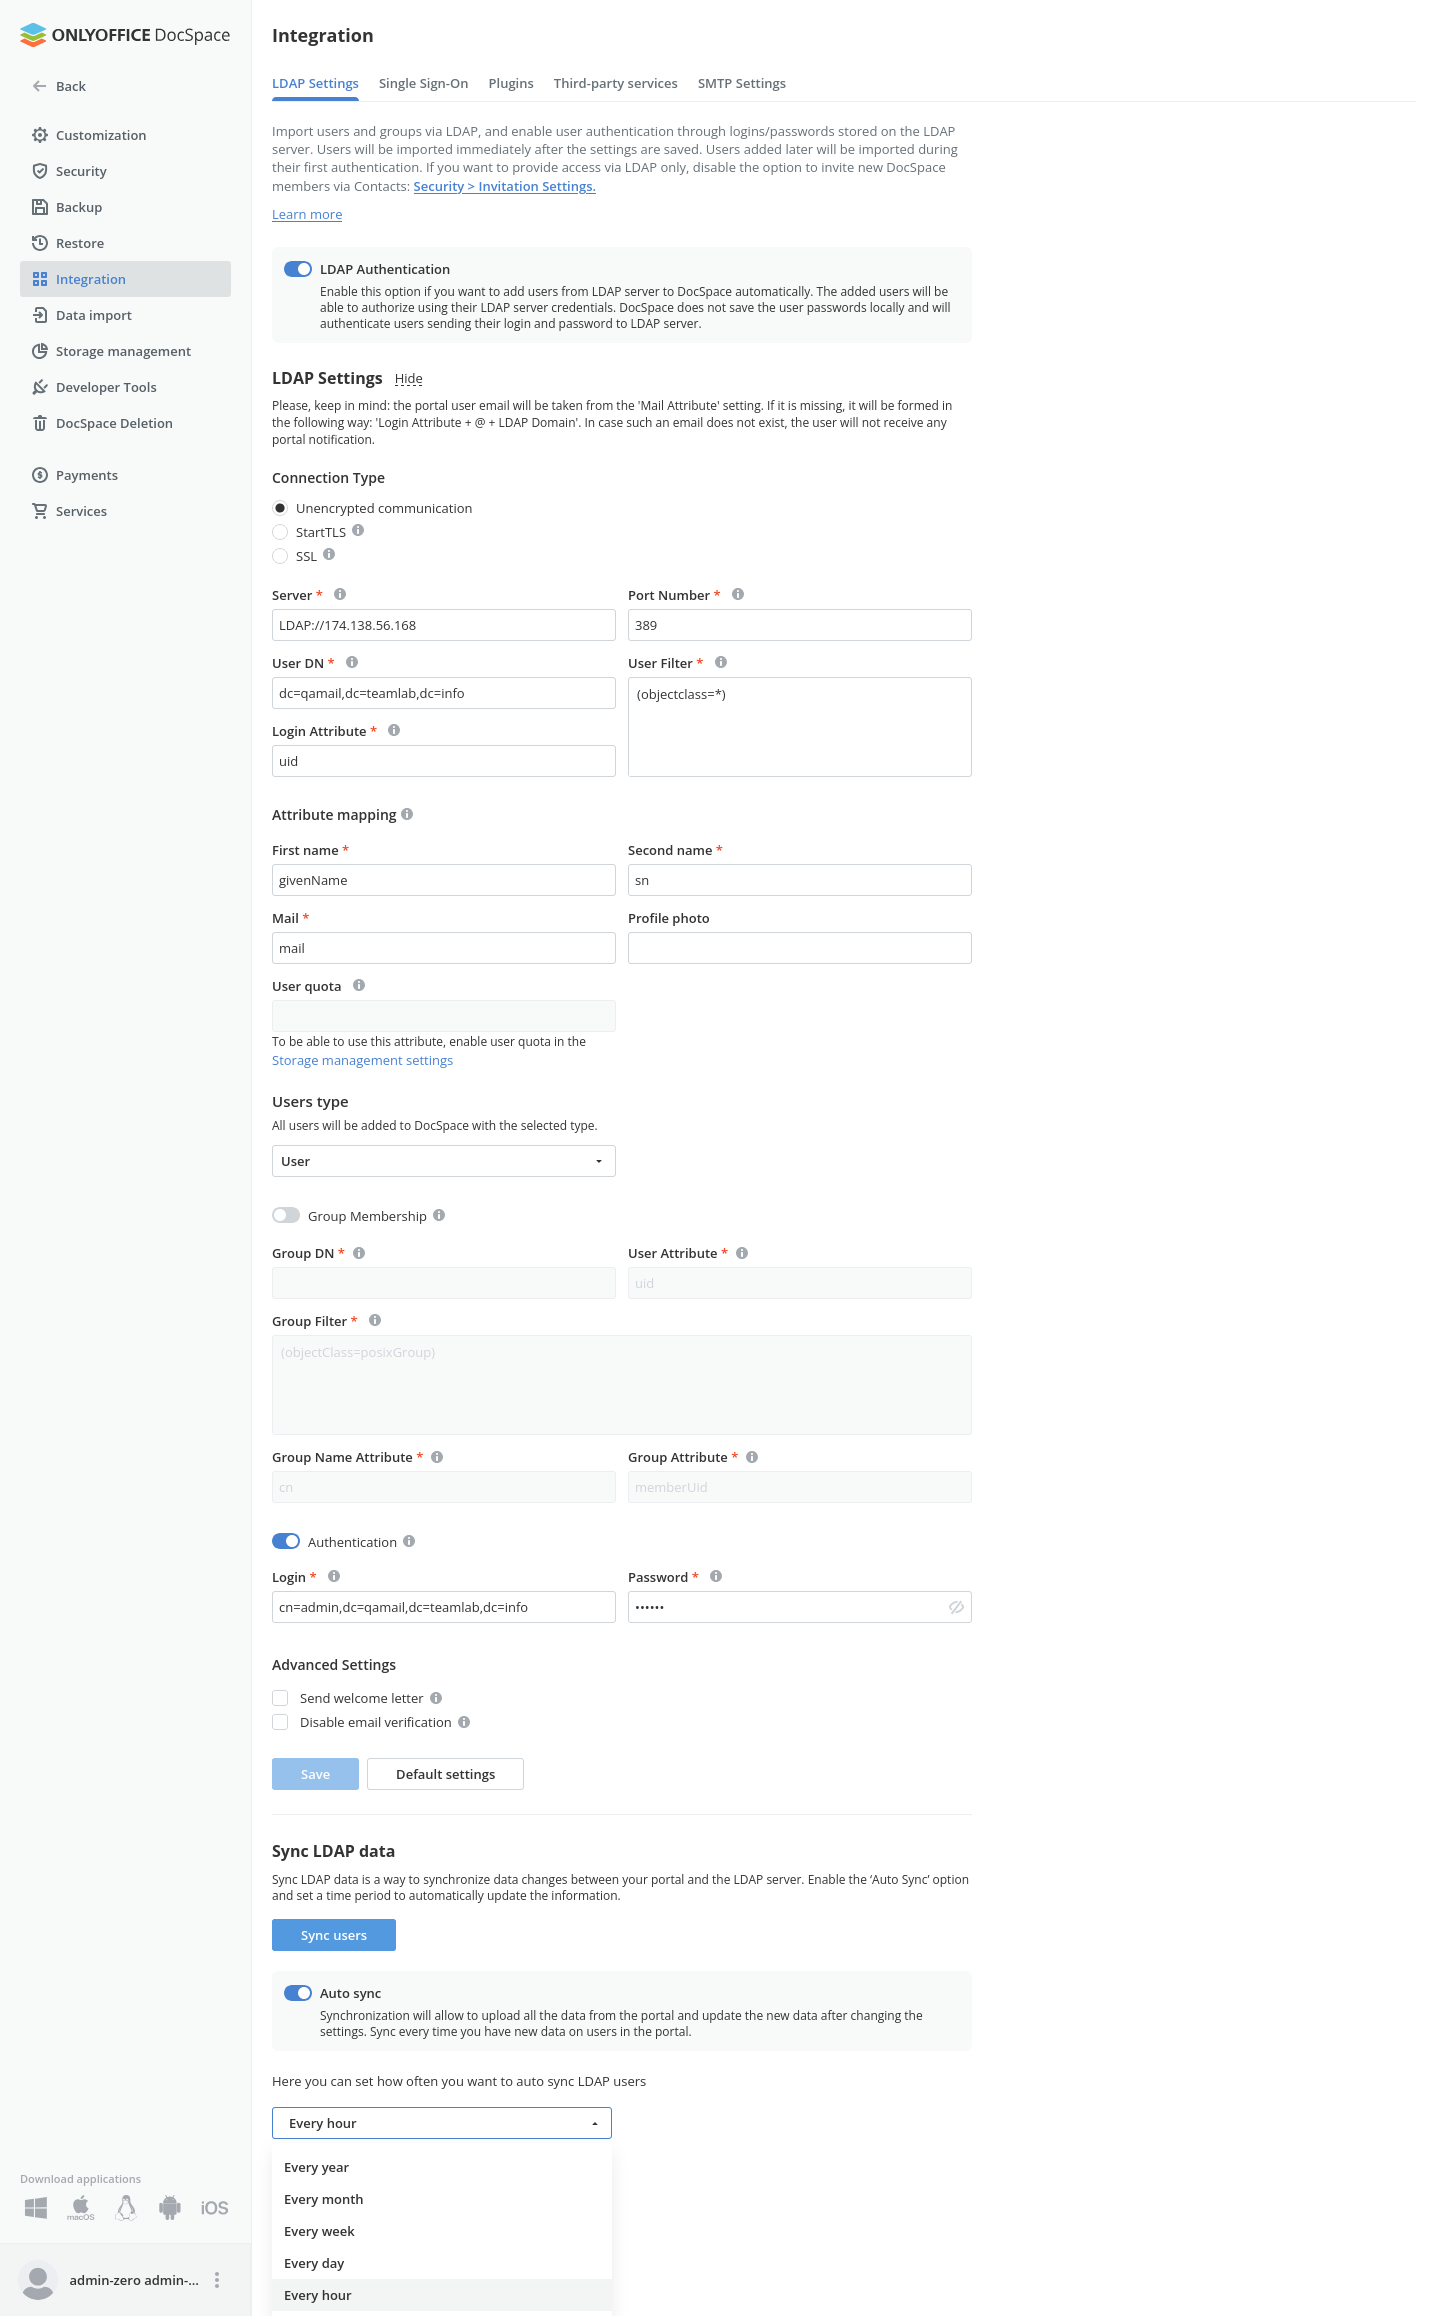 ONLYOFFICE DocSpace
Back
Customization
Security
Backup
Restore
Integration
Data import
Storage management
Developer Tools
DocSpace Deletion
Payments
Services
Download applications
macOS
iOS
admin-zero admin-...
Integration
LDAP Settings Single Sign-On Plugins Third-party services SMTP Settings
Import users and groups via LDAP, and enable user authentication through logins/passwords stored on the LDAP
server. Users will be imported immediately after the settings are saved. Users added later will be imported during
their first authentication. If you want to provide access via LDAP only, disable the option to invite new DocSpace
members via Contacts: Security > Invitation Settings.
Learn more
LDAP Authentication
Enable this option if you want to add users from LDAP server to DocSpace automatically. The added users will be
able to authorize using their LDAP server credentials. DocSpace does not save the user passwords locally and will
authenticate users sending their login and password to LDAP server.
LDAP Settings Hide
Please, keep in mind: the portal user email will be taken from the 'Mail Attribute' setting. If it is missing, it will be formed in
the following way: 'Login Attribute + @ + LDAP Domain'. In case such an email does not exist, the user will not receive any
portal notification.
Connection Type
Unencrypted communication
StartTLS
SSL
Server * Port Number *
LDAP://174.138.56.168 389
User DN * User Filter *
dc=qamail,dc=teamlab,dc=info (objectclass=*)
Login Attribute *
uid
Attribute mapping
First name * Second name *
givenName sn
Mail * Profile photo
mail
User quota
To be able to use this attribute, enable user quota in the
Storage management settings
Users type
All users will be added to DocSpace with the selected type.
User
Group Membership
Group DN * User Attribute *
uid
Group Filter *
(objectClass=posixGroup)
Group Name Attribute * Group Attribute *
cn memberUid
Authentication
Login * Password *
cn=admin,dc=qamail,dc=teamlab,dc=info ••••••
Advanced Settings
Send welcome letter
Disable email verification
Save Default settings
Sync LDAP data
Sync LDAP data is a way to synchronize data changes between your portal and the LDAP server. Enable the ‘Auto Sync’ option
and set a time period to automatically update the information.
Sync users
Auto sync
Synchronization will allow to upload all the data from the portal and update the new data after changing the
settings. Sync every time you have new data on users in the portal.
Here you can set how often you want to auto sync LDAP users
Every hour
Every year
Every month
Every week
Every day
Every hour